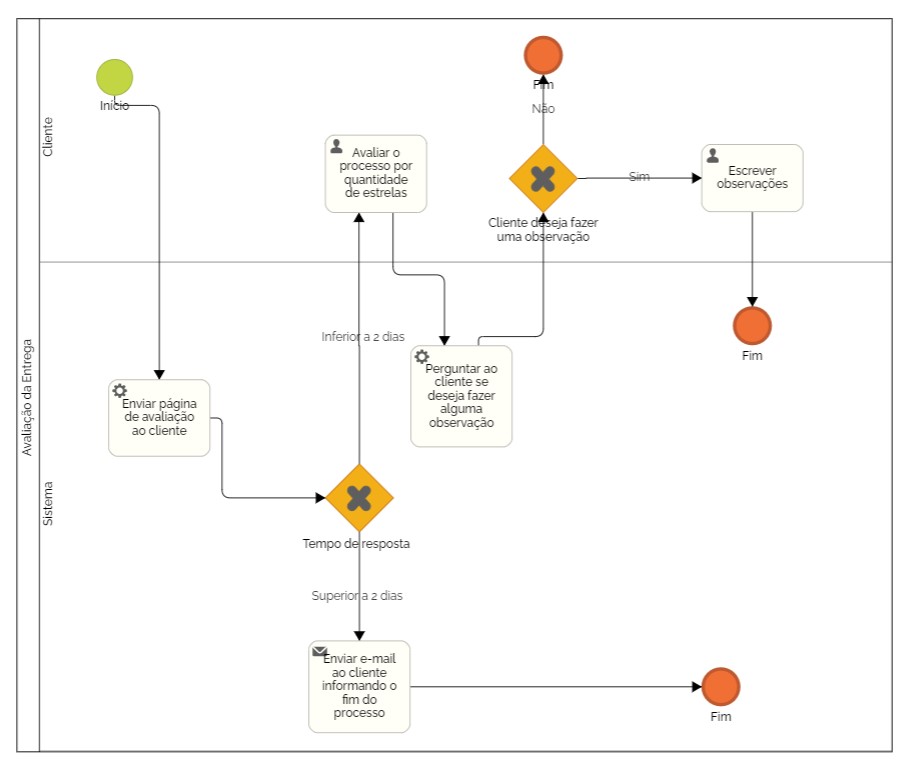 Avaliação da Entrega
Cliente
Início
Fim
Não
Avaliar o
processo por
quantidade
de estrelas
Cliente deseja fazer
uma observação
Sim
Escrever
observações
Fim
Sistema
Inferior a 2 dias
Perguntar ao
cliente se
deseja fazer
alguma
observação
Enviar página
de avaliação
ao cliente
Tempo de resposta
Superior a 2 dias
Enviar e-mail
ao cliente
informando o
fim do
processo
Fim